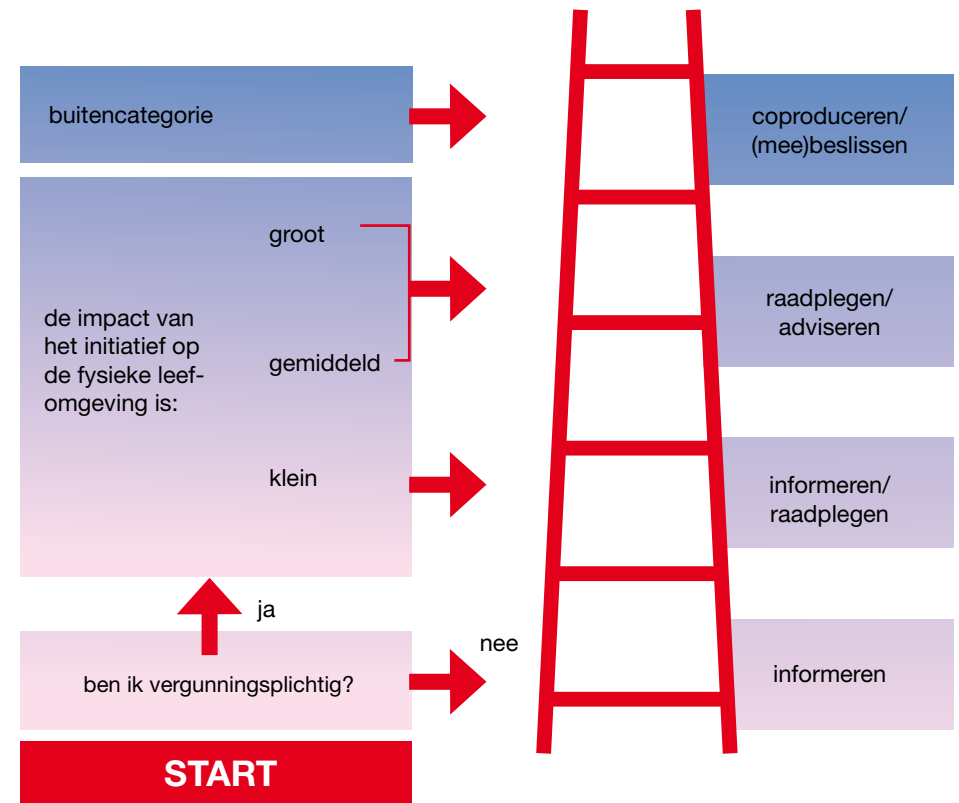 buitencategorie
coproduceren/
(mee)beslissen
groot
gemiddeld
de impact van
het initiatief op
de fysieke leef-
omgeving is:
klein
raadplegen/
adviseren
informeren/
raadplegen
ja
nee
ben ik vergunningsplichtig?
informeren
START